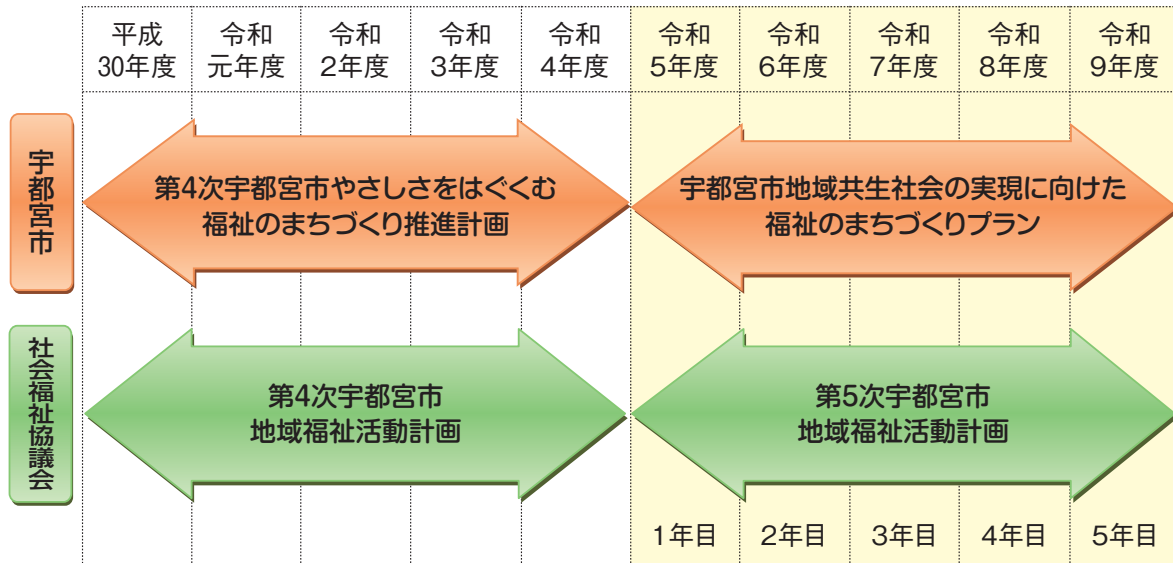 平成
30年度
令和
元年度
令和
2年度
令和
3年度
令和
4年度
令和
5年度
令和
6年度
令和
7年度
令和
8年度
令和
9年度
宇都宮市
第4次宇都宮市やさしさをはぐくむ
福祉のまちづくり推進計画
宇都宮市地域共生社会の実現に向けた
福祉のまちづくりプラン
社会福祉協議会
第4次宇都宮市
地域福祉活動計画
第5次宇都宮市
地域福祉活動計画
1年目
2年目
3年目
4年目
5年目